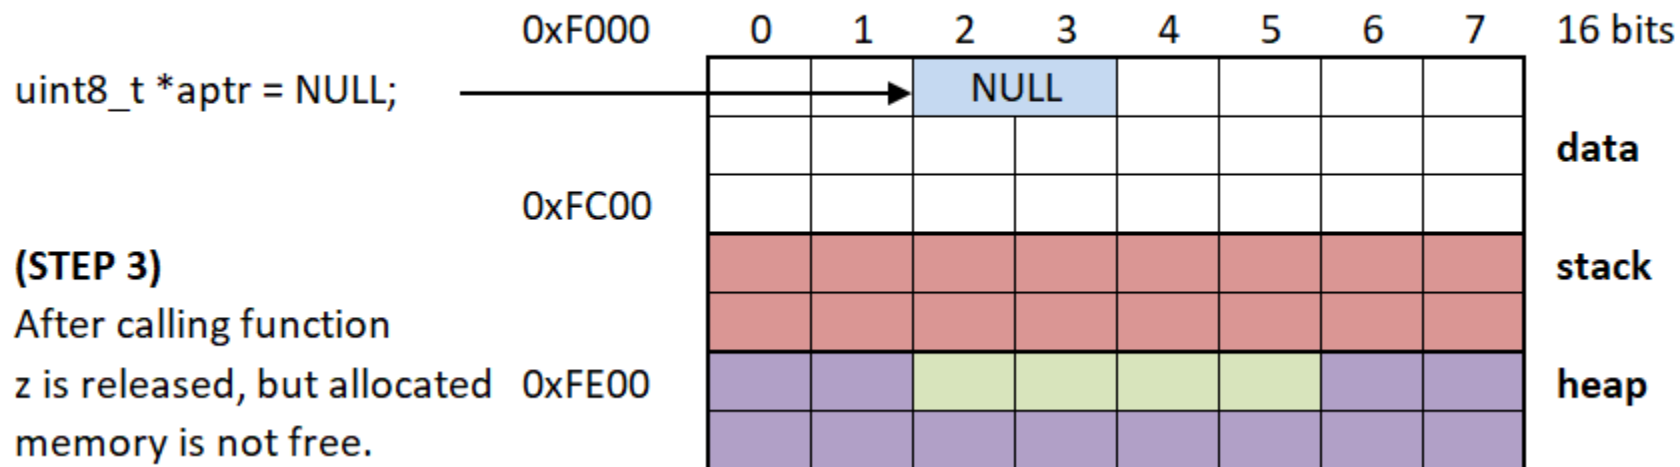 0xF000 0 1 2 3 4 5 6 7 16 bits
uint8_t *aptr = NULL; NULL
data
0xFC00
(STEP 3) stack
After calling function
z is released, but allocated 0xFE00 heap
memory is not free.